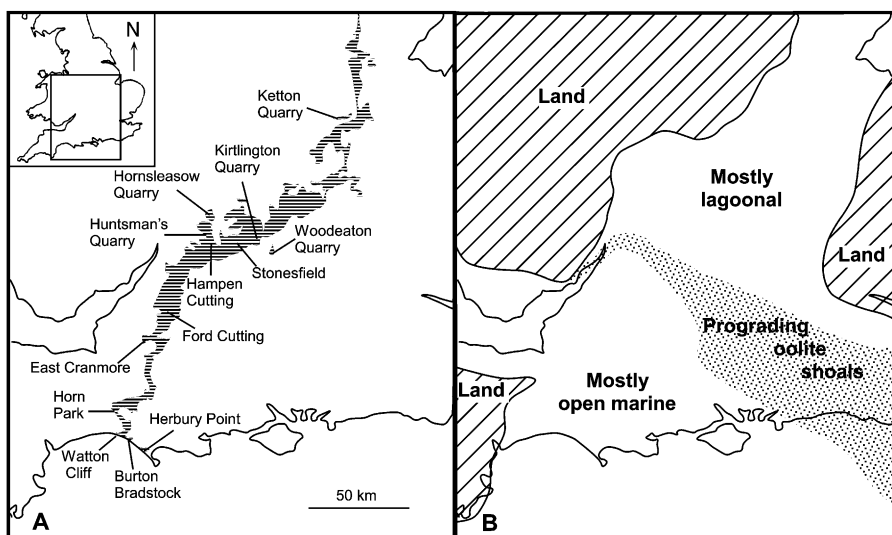 N
Ketton
Quarry
Kirtlington
Quarry
Hornsleasow
Quarry
Huntsman's
Quarry
Woodeaton
Quarry
Stonesfield
Hampen
Cutting
Ford Cutting
East Cranmore
Horn
Park
Herbury Point
Watton
Cliff
Burton
Bradstock
50 km
A
Land
Mostly
lagoonal
Land
Prograding
oolite
shoals
Land
Mostly
open marine
B